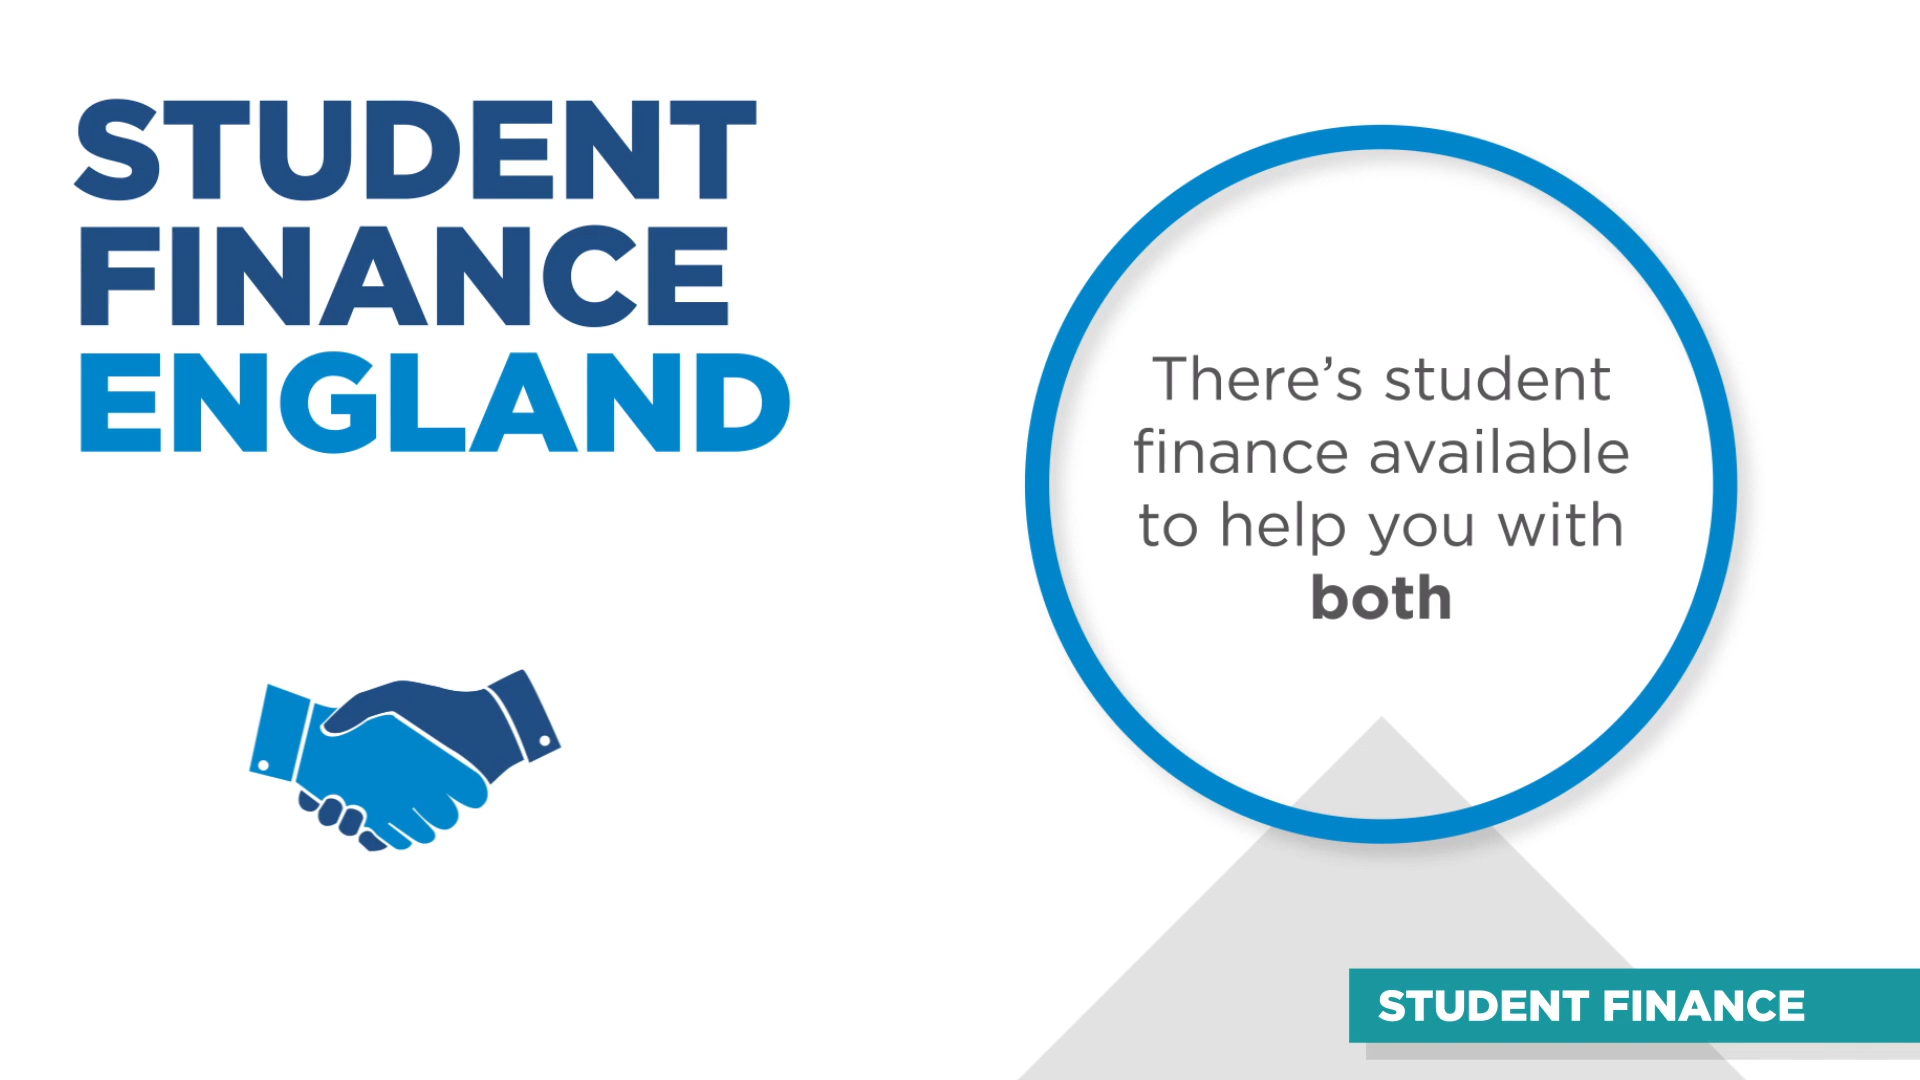 STUDENT
FINANCE
ENGLAND
There’s student
finance available
to help you with
both
STUDENT FINANCE